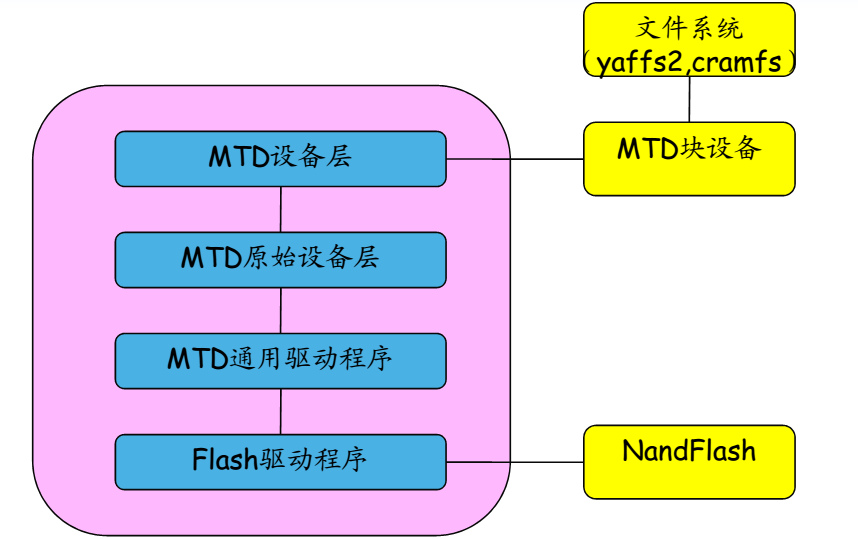 文件系统
（yaffs2,cramfs）
MTD设备层
MTD块设备
MTD原始设备层
MTD通用驱动程序
Flash驱动程序
NandFlash